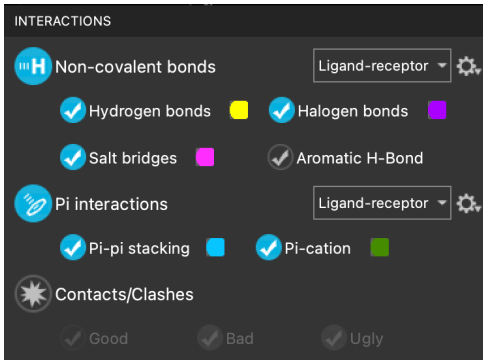 INTERACTIONS
Non-covalent bonds Ligand-receptor
Hydrogen bonds Halogen bonds
Salt bridges Aromatic H-Bond
Pi interactions Ligand-receptor
Pi-pi stacking Pi-cation
Contacts/Clashes
Good Bad Ugly